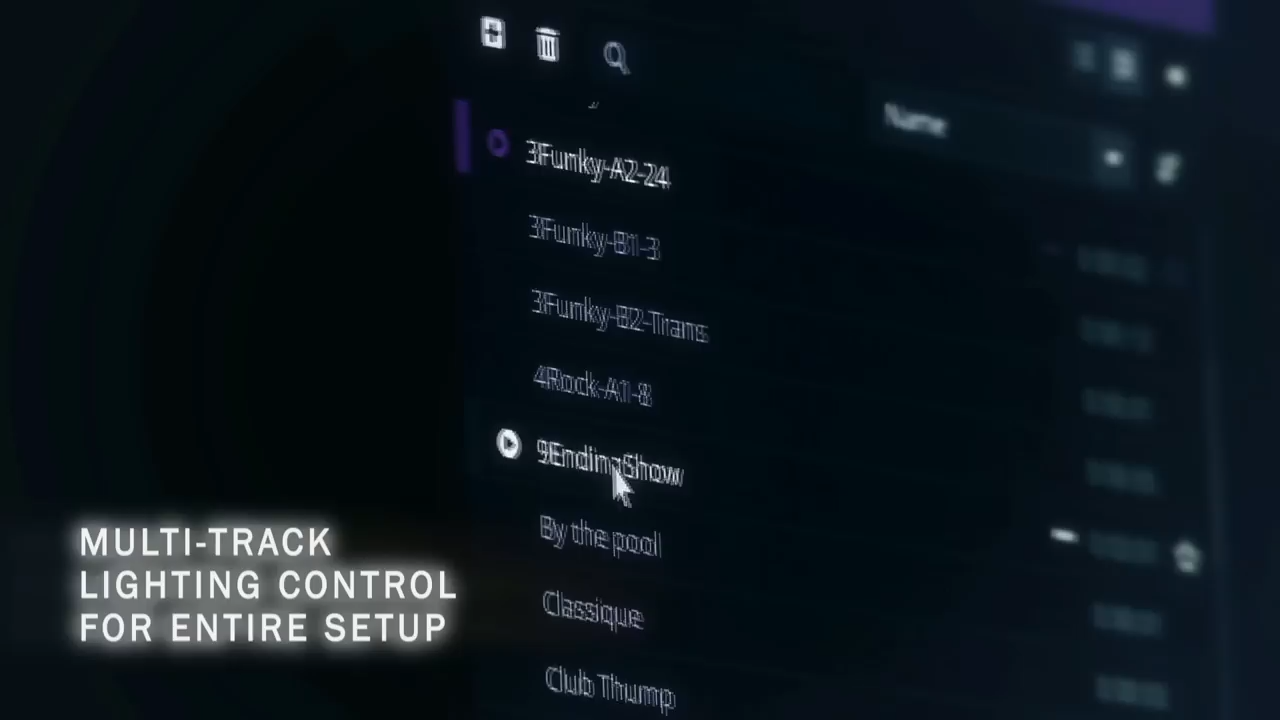 Name
3Funky-A2-24
3Funky-B1-3
3Funky-B2-Trans
4Rock-A1-8
9EndingShow
By the pool
Classique
Club Thump
MULTI-TRACK
LIGHTING CONTROL
FOR ENTIRE SETUP